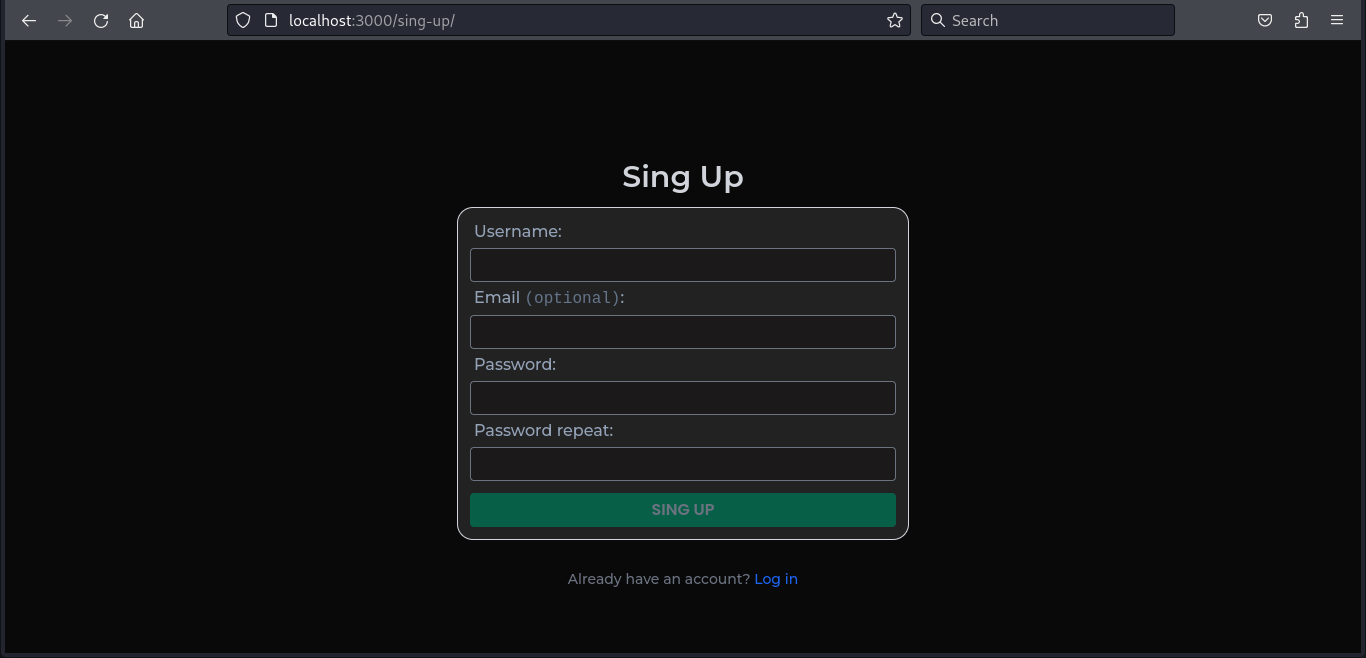 localhost:3000/sing-up/
Search
Sing Up
Username:
Email (optional):
Password:
Password repeat:
SING UP
Already have an account? Log in